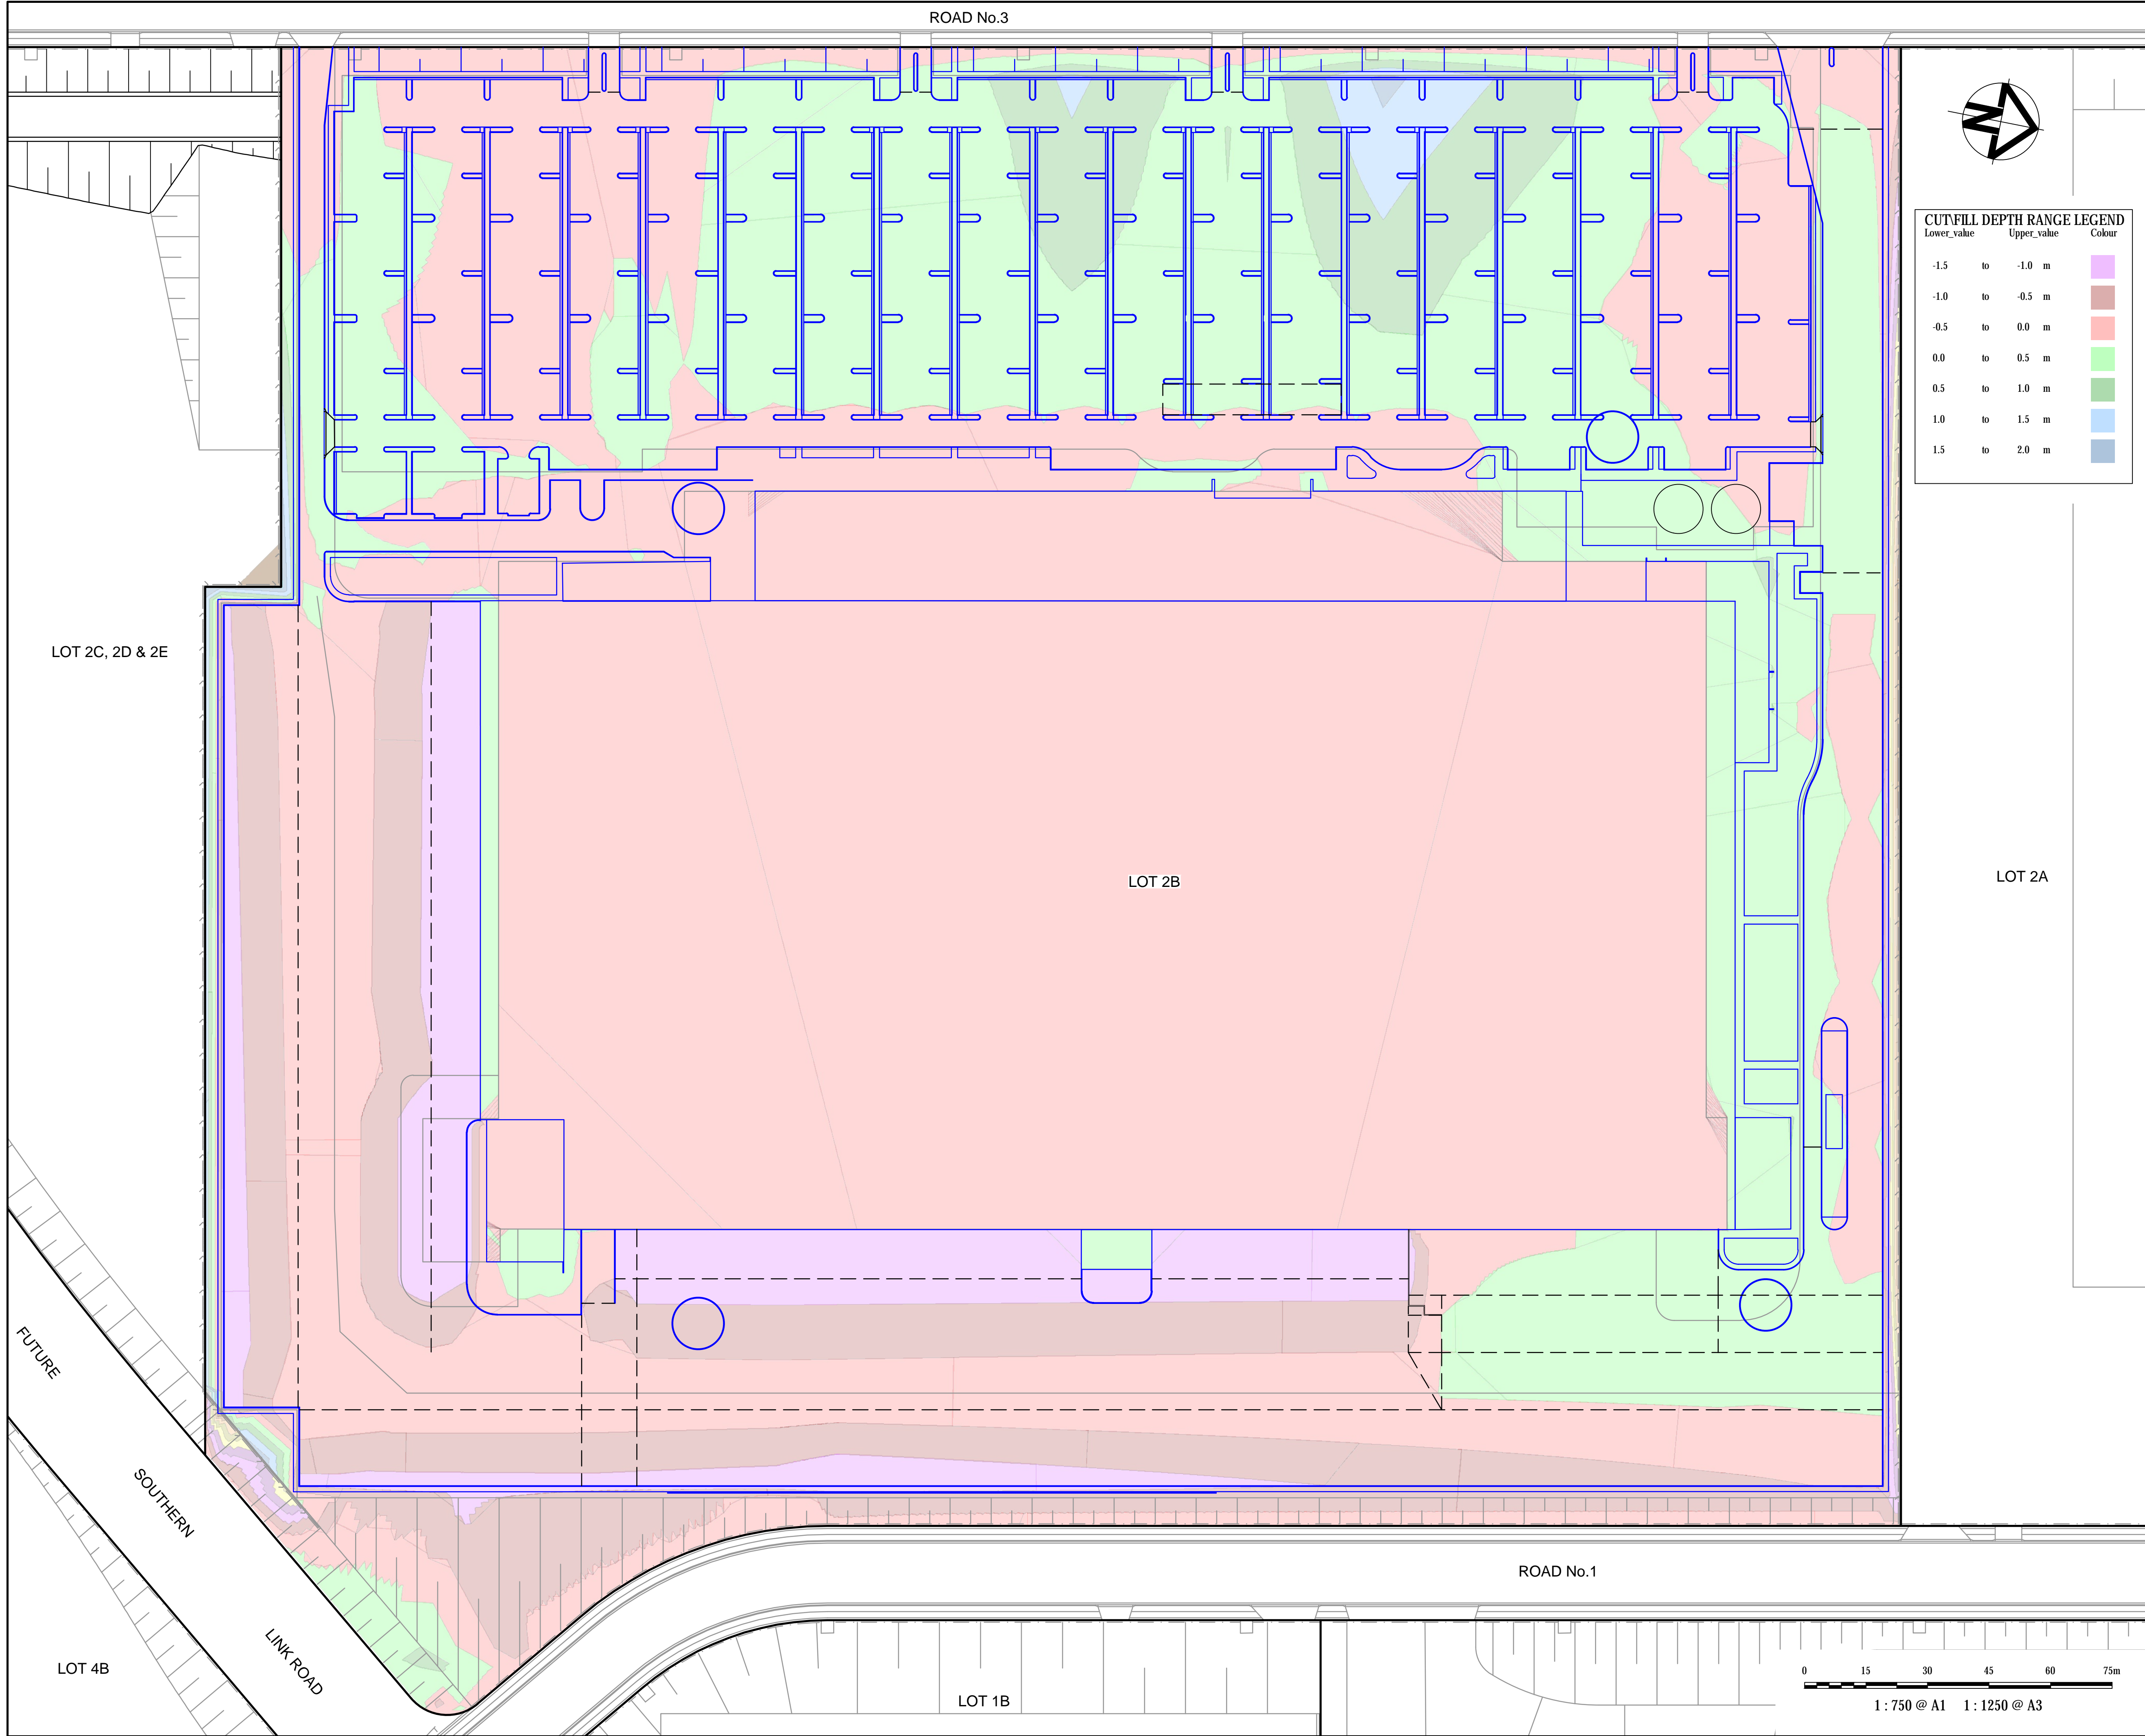 ROAD No.3
N
CUT\FILL DEPTH RANGE LEGEND
Lower_value Upper_value Colour
-1.5 to -1.0 m
-1.0 to -0.5 m
-0.5 to 0.0 m
0.0 to 0.5 m
0.5 to 1.0 m
1.0 to 1.5 m
1.5 to 2.0 m
LOT 2C, 2D & 2E
LOT 2B
LOT 2A
FUTURE
SOUTHERN
LINK ROAD
ROAD No.1
LOT 4B
LOT 1B
0 15 30 45 60 75m
1 : 750 @ A1 1 : 1250 @ A3